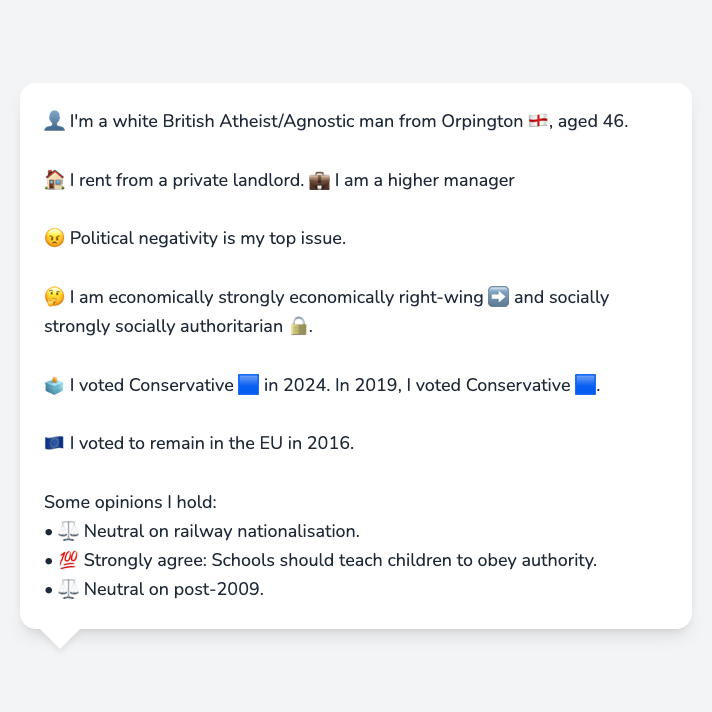 👤 I'm a white British Atheist/Agnostic man from Orpington 🏴󠁧󠁢󠁥󠁮󠁧󠁿, aged 46.
🏠 I rent from a private landlord. 💼 I am a higher manager
😠 Political negativity is my top issue.
🤔 I am economically strongly economically right-wing ➡️ and socially
strongly socially authoritarian 🔒.
🗳️ I voted Conservative 🟦 in 2024. In 2019, I voted Conservative 🟦.
🇪🇺 I voted to remain in the EU in 2016.
Some opinions I hold:
• ⚖️ Neutral on railway nationalisation.
• 💯 Strongly agree: Schools should teach children to obey authority.
• ⚖️ Neutral on post-2009.